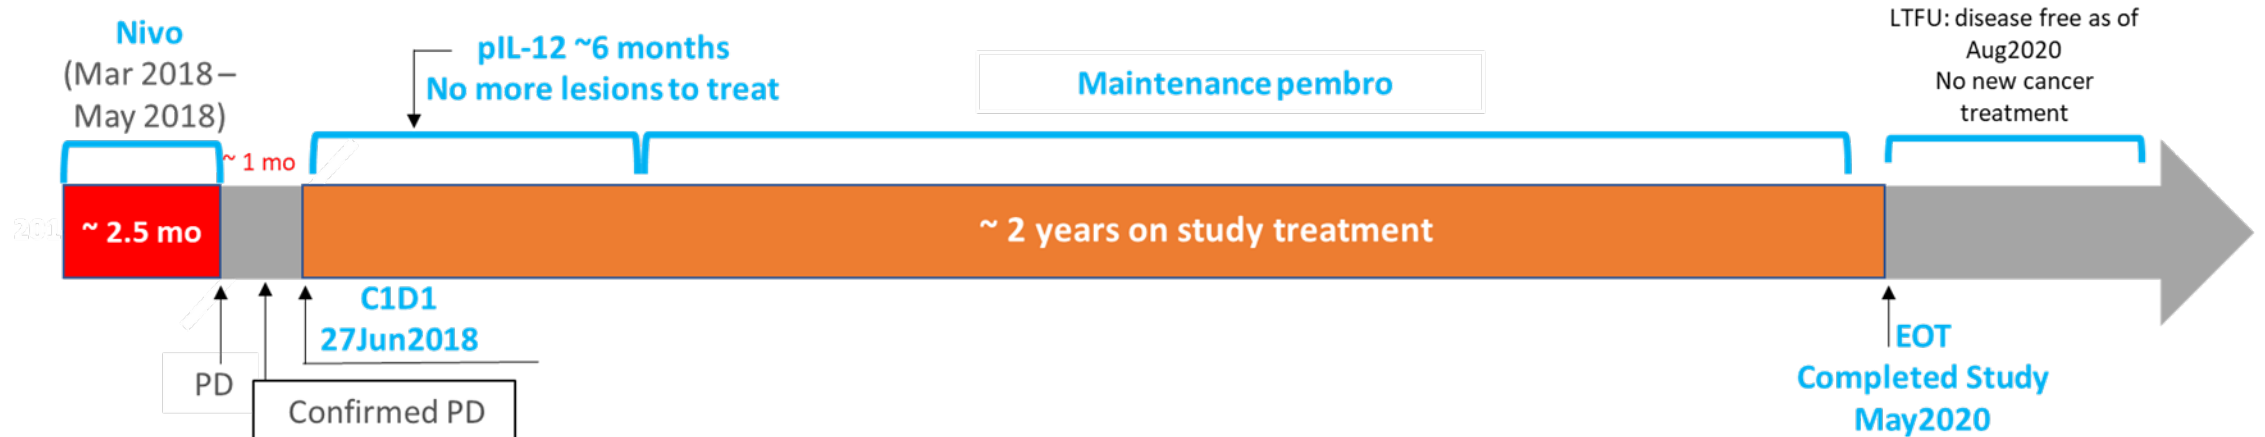 Nivo
(Mar 2018 –
May 2018)
~ 1 mo
pIL-12 ~6 months
No more lesions to treat
Maintenance pembro
LTFU: disease free as of
Aug2020
No new cancer
treatment
~ 2.5 mo
~ 2 years on study treatment
C1D1
27Jun2018
PD
Confirmed PD
EOT
Completed Study
May2020